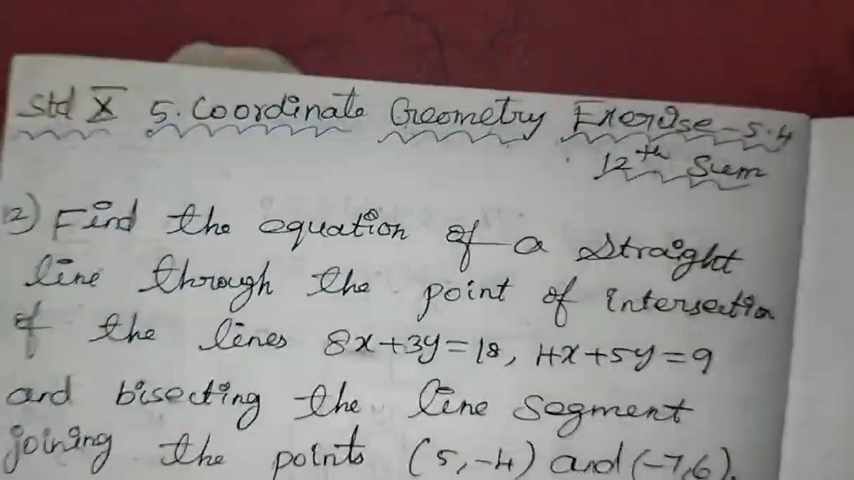 Std X 5. Coordinate Geometry Exercise-5.4
12th Sum
12) Find the equation of a straight
line through the point of intersection
of the lines 8x+3y=18, 4x+5y=9
and bisecting the line segment
joining the points (5,-4) and (-7,6).